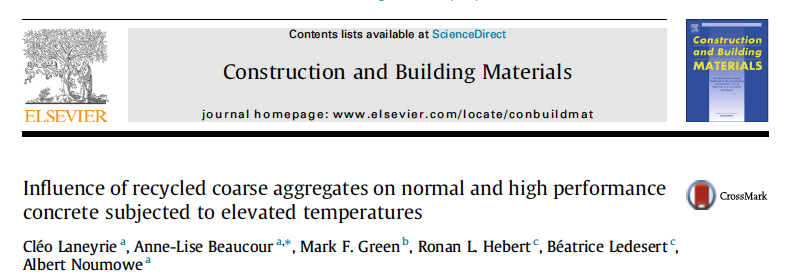 Contents lists available at ScienceDirect
Construction and Building Materials
journal homepage: www.elsevier.com/locate/conbuildmat
ELSEVIER
Construction
and Building
MATERIALS
Influence of recycled coarse aggregates on normal and high performance
concrete subjected to elevated temperatures
CrossMark
Cléo Laneyrie a, Anne-Lise Beaucour a,*, Mark F. Green b, Ronan L. Hebert c, Béatrice Ledesert c,
Albert Noumowe a